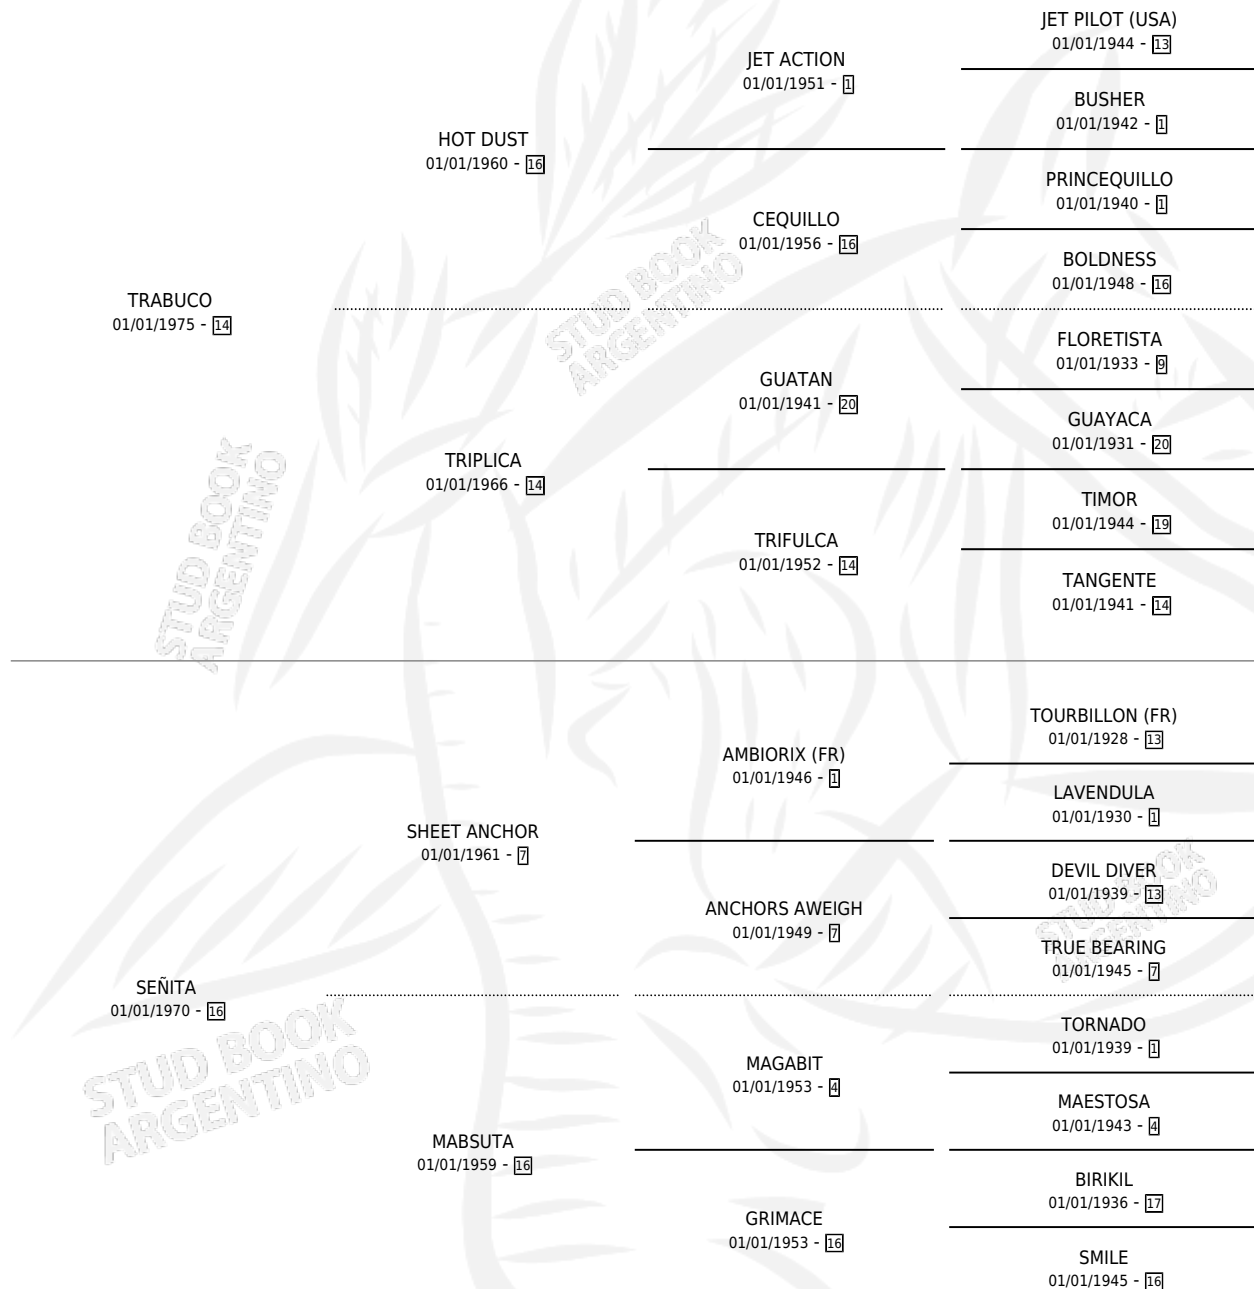 JET PILOT (USA)
01/01/1944 - 13
JET ACTION
01/01/1951 - 1
BUSHER
01/01/1942 - 1
HOT DUST
01/01/1960 - 16
PRINCEQUILLO
01/01/1940 - 1
CEQUILLO
01/01/1956 - 16
BOLDNESS
01/01/1948 - 16
TRABUCO
01/01/1975 - 14
FLORETISTA
01/01/1933 - 9
GUATAN
01/01/1941 - 20
GUAYACA
01/01/1931 - 20
TRIPLICA
01/01/1966 - 14
TIMOR
01/01/1944 - 19
TRIFULCA
01/01/1952 - 14
TANGENTE
01/01/1941 - 14
TOURBILLON (FR)
01/01/1928 - 13
AMBIORIX (FR)
01/01/1946 - 1
LAVENDULA
01/01/1930 - 1
SHEET ANCHOR
01/01/1961 - 7
DEVIL DIVER
01/01/1939 - 13
ANCHORS AWEIGH
01/01/1949 - 7
TRUE BEARING
01/01/1945 - 7
SEÑITA
01/01/1970 - 16
TORNADO
01/01/1939 - 1
MAGABIT
01/01/1953 - 4
MAESTOSA
01/01/1943 - 4
MABSUTA
01/01/1959 - 16
BIRIKIL
01/01/1936 - 17
GRIMACE
01/01/1953 - 16
SMILE
01/01/1945 - 16
STUD BOOK
ARGENTINO
STUD BOOK
ARGENTINO
STUD BOOK
ARGENTINO
STUD BOOK
ARGENTINO